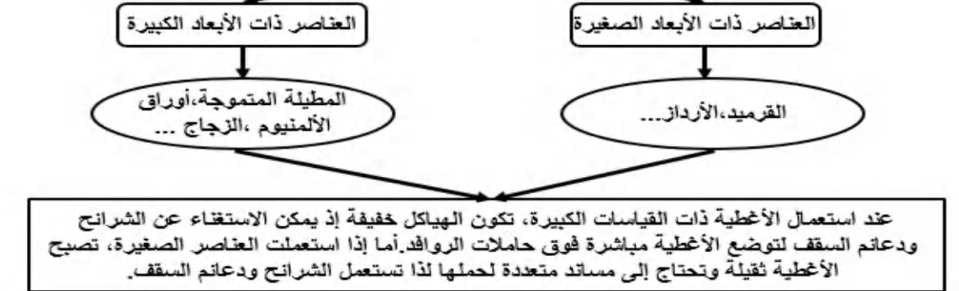 العناصر ذات الأبعاد الصغيرة
العناصر ذات الأبعاد الكبيرة
القرميد،الأرداز...
المطيلة المتموجة،أوراق
الألمنيوم ،الزجاج ...
عند استعمال الأغطية ذات القياسات الكبيرة، تكون الهياكل خفيفة إذ يمكن الاستغناء عن الشرائح
ودعائم السقف لتوضع الأغطية مباشرة فوق حاملات الروافد.أما إذا استعملت العناصر الصغيرة، تصبح
الأغطية ثقيلة وتحتاج إلى مساند متعددة لحملها لذا تستعمل الشرائح ودعائم السقف.